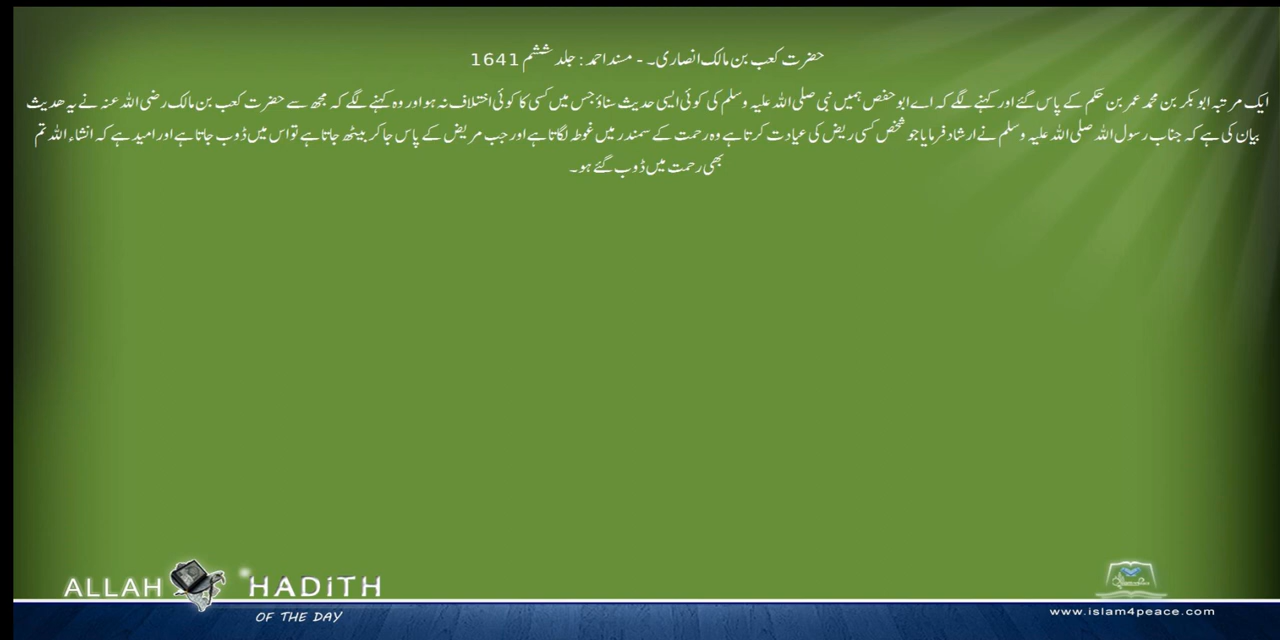 حضرت کعب بن مالک انصاری۔ - مسند احمد : جلد ششم 1641
ایک مرتبہ ابوبکر بن محمد عمر بن حکم کے پاس گئے اور کہنے لگے کہ اے ابوحفص ہمیں نبی صلی اللہ علیہ وسلم کی کوئی ایسی حدیث سناؤ جس میں کسی کا کوئی اختلاف نہ ہو اور وہ کہنے لگے کہ مجھ سے حضرت کعب بن مالک رضی اللہ عنہ نے یہ حدیث
بیان کی ہے کہ جناب رسول اللہ صلی اللہ علیہ وسلم نے ارشاد فرمایا جو شخص کسی ریض کی عیادت کرتا ہے وہ رحمت کے سمندر میں غوطہ لگاتا ہے اور جب مریض کے پاس جا کر بیٹھ جاتا ہے تو اس میں ڈوب جاتا ہے اور امید ہے کہ انشاء اللہ تم
بھی رحمت میں ڈوب گئے ہو۔
ALLAH HADITH
OF THE DAY
www.islam4peace.com